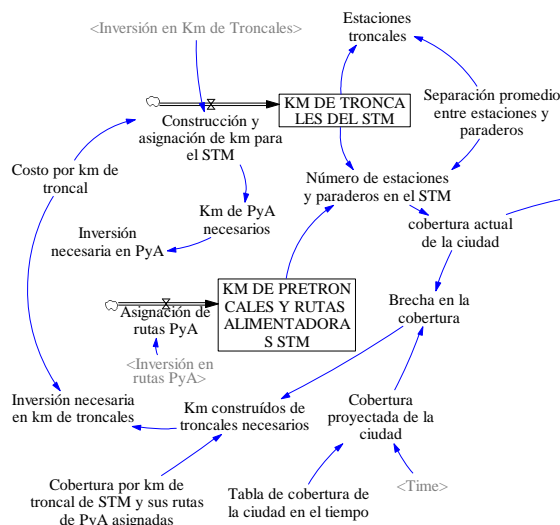 Estaciones
troncales
<Inversión en Km de Troncales>
KM DE TRONCA
LES DEL STM
Separación promedio
entre estaciones y
paraderos
Construcción y
asignación de km para
el STM
Costo por km de
troncal
Número de estaciones
y paraderos en el STM
Km de PyA
necesarios
cobertura actual
de la ciudad
Inversión
necesaria en PyA
KM DE PRETRON
CALES Y RUTAS
ALIMENTADORA
S STM
Asignación de
rutas PyA
Brecha en la
cobertura
<Inversión en
rutas PyA>
Inversión necesaria
en km de troncales
Km construídos de
troncales necesarios
Cobertura
proyectada de la
ciudad
Cobertura por km de
troncal de STM y sus rutas
de PyA asignadas
Tabla de cobertura de
la ciudad en el tiempo
<Time>